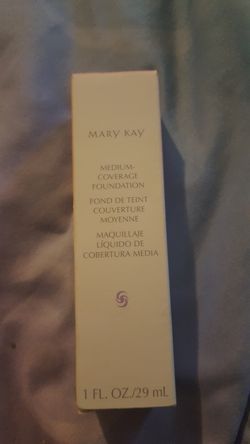 MARY KAY
MEDIUM-
COVERAGE
FOUNDATION
FOND DE TEINT
COUVERTURE
MOYENNE
MAQUILLAJE
LÍQUIDO DE
COBERTURA MEDIA
1 FL. OZ./29 mL